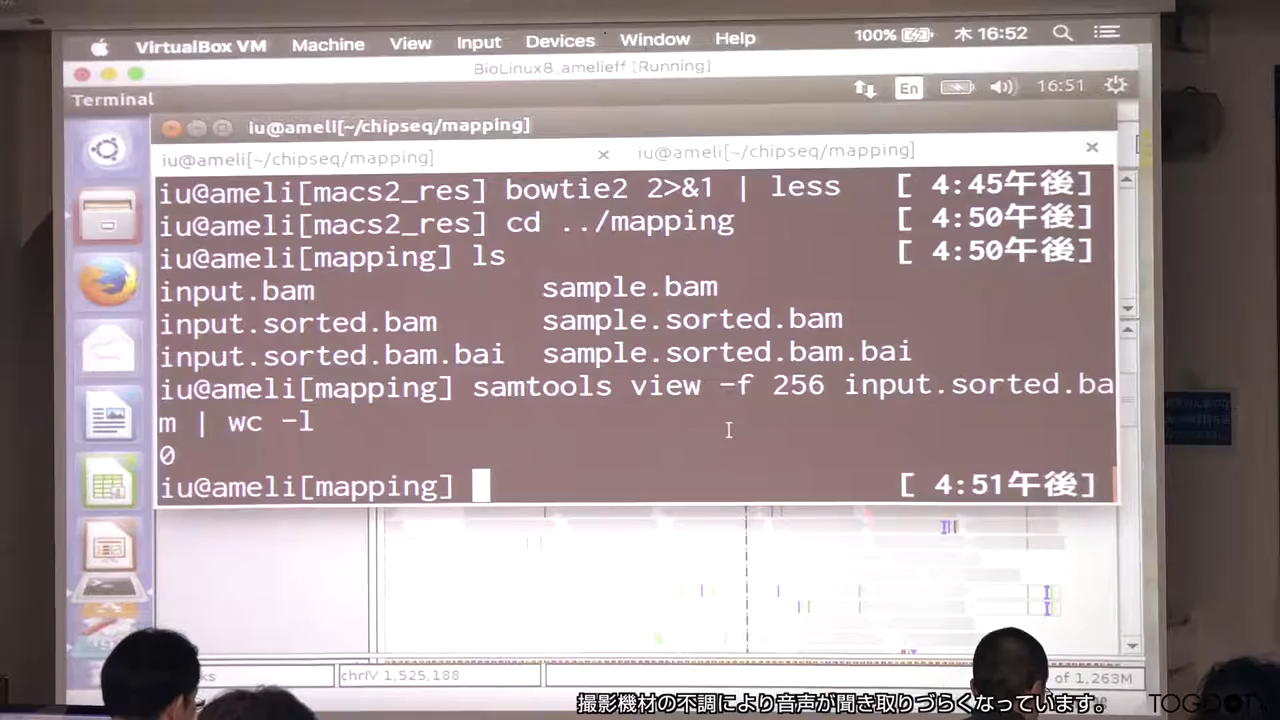 VirtualBox VM Machine View Input Devices Window Help 100% 木 16:52
BioLinux8_amelieff [Running]
Terminal En 16:51
iu@ameli[~/chipseq/mapping]
iu@ameli[~/chipseq/mapping] × iu@ameli[~/chipseq/mapping] ×
iu@ameli[macs2_res] bowtie2 2>&1 | less [ 4:45午後]
iu@ameli[macs2_res] cd ../mapping [ 4:50午後]
iu@ameli[mapping] ls [ 4:50午後]
input.bam sample.bam
input.sorted.bam sample.sorted.bam
input.sorted.bam.bai sample.sorted.bam.bai
iu@ameli[mapping] samtools view -f 256 input.sorted.ba
m | wc -l
0
iu@ameli[mapping] [ 4:51午後]
chrIV 1,525,188 of 1,263M
撮影機材の不調により音声が聞き取りづらくなっています。